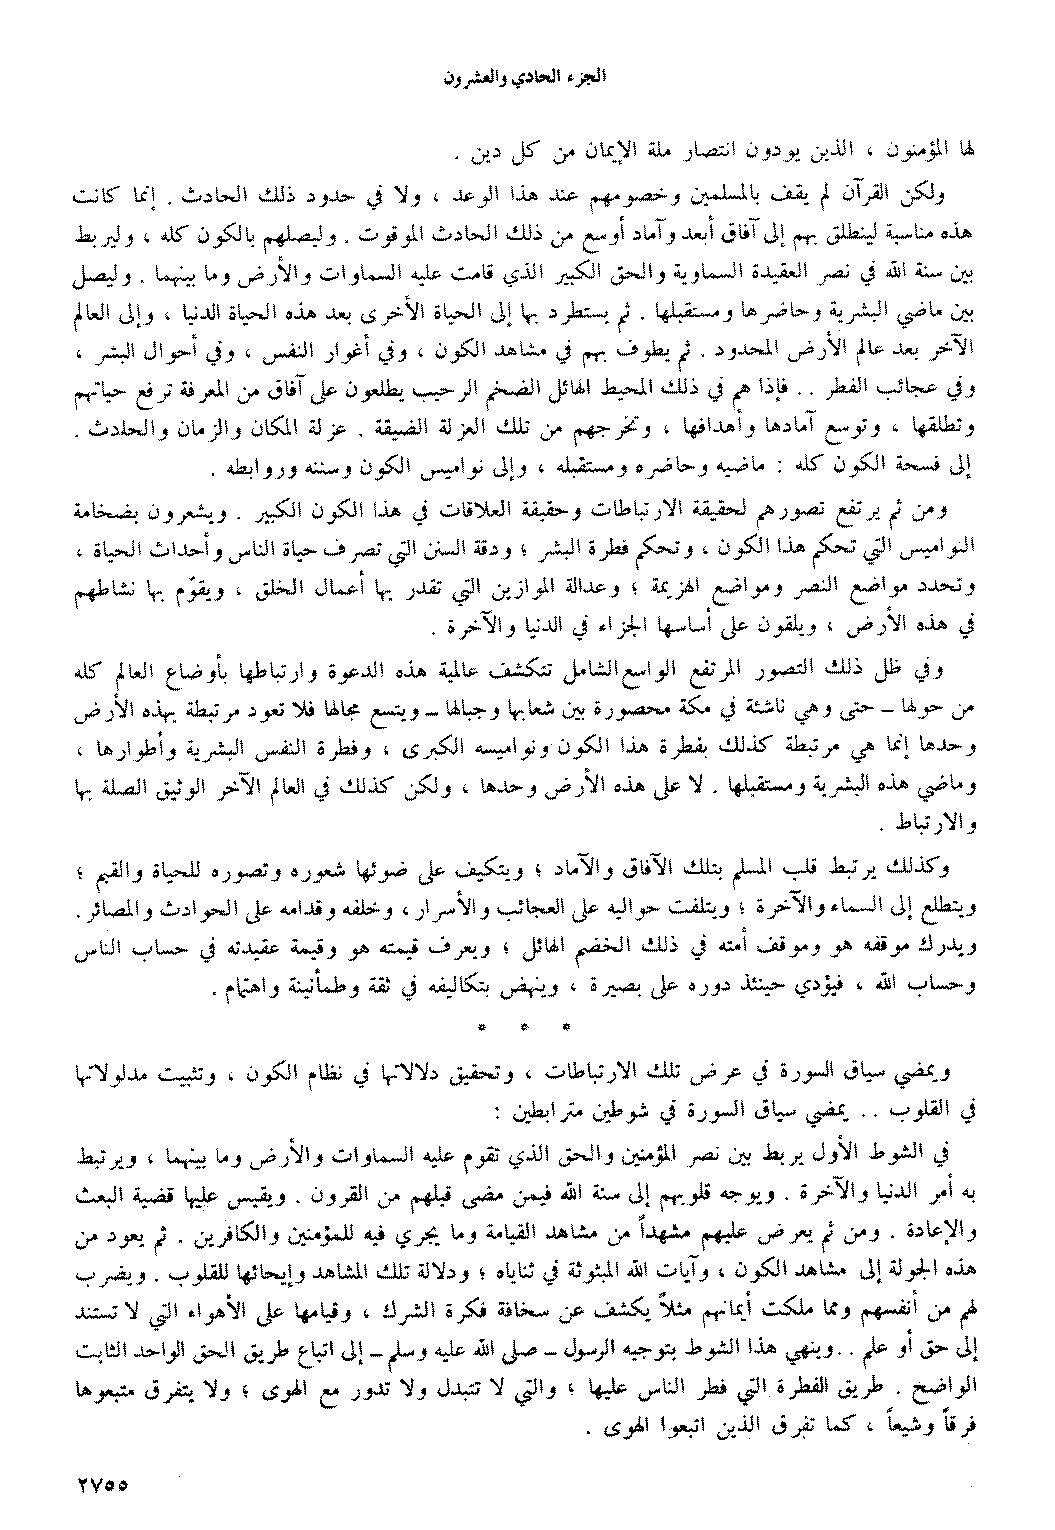 الجزء الحادي والعشرون
لها المؤمنون ، الذين يودون انتصار ملة الإيمان من كل دين .
ولكن القرآن لم يقف بالمسلمين وخصومهم عند هذا الوعد ، ولا في حدود ذلك الحادث . إنما كانت
هذه مناسبة لينطلق بهم إلى آفاق أبعد وآماد أوسع من ذلك الحادث الموقوت . وليصلهم بالكون كله ، وليربط
بين سنة الله في نصر العقيدة السماوية والحق الكبير الذي قامت عليه السماوات والأرض وما بينهما . وليصل
بين ماضي البشرية وحاضرها ومستقبلها . ثم يستطرد بها إلى الحياة الأخرى بعد هذه الحياة الدنيا ، وإلى العالم
الآخر بعد عالم الأرض المحدود . ثم يطوف بهم في مشاهد الكون ، وفي أغوار النفس ، وفي أحوال البشر ،
وفي عجائب الفطر .. فإذا هم في ذلك المحيط الهائل الضخم الرحيب يطلعون على آفاق من المعرفة ترفع حياتهم
وتطلقها ، وتوسع آمادها وأهدافها ، وتخرجهم من تلك العزلة الضيقة . عزلة المكان والزمان والحادث .
إلى فسحة الكون كله : ماضيه وحاضره ومستقبله ، وإلى نواميس الكون وسننه وروابطه .
ومن ثم يرتفع تصورهم لحقيقة الارتباطات وحقيقة العلاقات في هذا الكون الكبير . ويشعرون بضخامة
النواميس التي تحكم هذا الكون ، وتحكم فطرة البشر ؛ ودقة السنن التي تصرف حياة الناس وأحداث الحياة ،
وتحدد مواضع النصر ومواضع الهزيمة ؛ وعدالة الموازين التي تقدر بها أعمال الخلق ، ويقوّم بها نشاطهم
في هذه الأرض ، ويلقون على أساسها الجزاء في الدنيا والآخرة .
وفي ظل ذلك التصور المرتفع الواسع الشامل تتكشف عالمية هذه الدعوة وارتباطها بأوضاع العالم كله
من حولها – حتى وهي ناشئة في مكة محصورة بين شعابها وجبالها – ويتسع مجالها فلا تعود مرتبطة بهذه الأرض
وحدها إنما هي مرتبطة كذلك بفطرة هذا الكون ونواميسه الكبرى ، وفطرة النفس البشرية وأطوارها ،
وماضي هذه البشرية ومستقبلها . لا على هذه الأرض وحدها ، ولكن كذلك في العالم الآخر الوثيق الصلة بها
والارتباط .
وكذلك يرتبط قلب المسلم بتلك الآفاق والآماد ؛ ويتكيف على ضوئها شعوره وتصوره للحياة والقيم ؛
ويتطلع إلى السماء والآخرة ؛ ويتلفت حواليه على العجائب والأسرار ، وخلفه وقدامه على الحوادث والمصائر .
ويدرك موقفه هو وموقف أمته في ذلك الخضم الهائل ؛ ويعرف قيمته هو وقيمة عقيدته في حساب الناس
وحساب الله ، فيؤدي حينئذ دوره على بصيرة ، وينهض بتكاليفه في ثقة وطمأنينة واهتمام .
* * *
ويمضي سياق السورة في عرض تلك الارتباطات ، وتحقيق دلالاتها في نظام الكون ، وتثبيت مدلولاتها
في القلوب .. يمضي سياق السورة في شوطين مترابطين :
في الشوط الأول يربط بين نصر المؤمنين والحق الذي تقوم عليه السماوات والأرض وما بينهما ، ويرتبط
به أمر الدنيا والآخرة . ويوجه قلوبهم إلى سنة الله فيمن مضى قبلهم من القرون . ويقيس عليها قضية البعث
والإعادة . ومن ثم يعرض عليهم مشهداً من مشاهد القيامة وما يجري فيه للمؤمنين والكافرين . ثم يعود من
هذه الجولة إلى مشاهد الكون ، وآيات الله المبثوثة في ثناياه ؛ ودلالة تلك المشاهد وإيحائها للقلوب . ويضرب
لهم من أنفسهم ومما ملكت أيمانهم مثلاً يكشف عن سخافة فكرة الشرك ، وقيامها على الأهواء التي لا تستند
إلى حق أو علم .. وينهي هذا الشوط بتوجيه الرسول – صلى الله عليه وسلم – إلى اتباع طريق الحق الواحد الثابت
الواضح . طريق الفطرة التي فطر الناس عليها ؛ والتي لا تتبدل ولا تدور مع الهوى ؛ ولا يتفرق متبعوها
فرقاً وشيعاً ، كما تفرق الذين اتبعوا الهوى .
٢٧٥٥